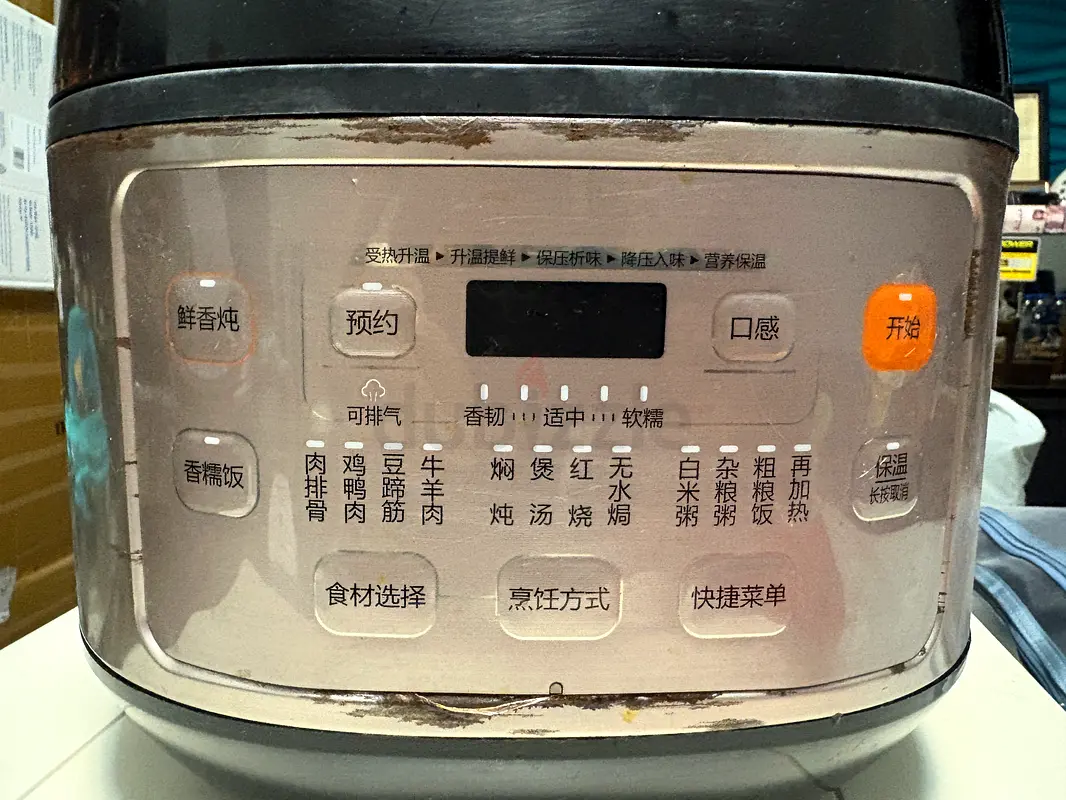 受热升温▶升温提鲜▶保压析味▶降压入味▶营养保温
鲜香炖
预约
口感
开始
可排气
香韧 适中 软糯
香糯饭
肉排骨
鸡鸭肉
豆蹄筋
牛羊肉
焖炖
煲汤
红烧
无水焗
白米粥
杂粮粥
粗粮饭
再加热
保温
长按取消
食材选择
烹饪方式
快捷菜单
POWER
dubizzle